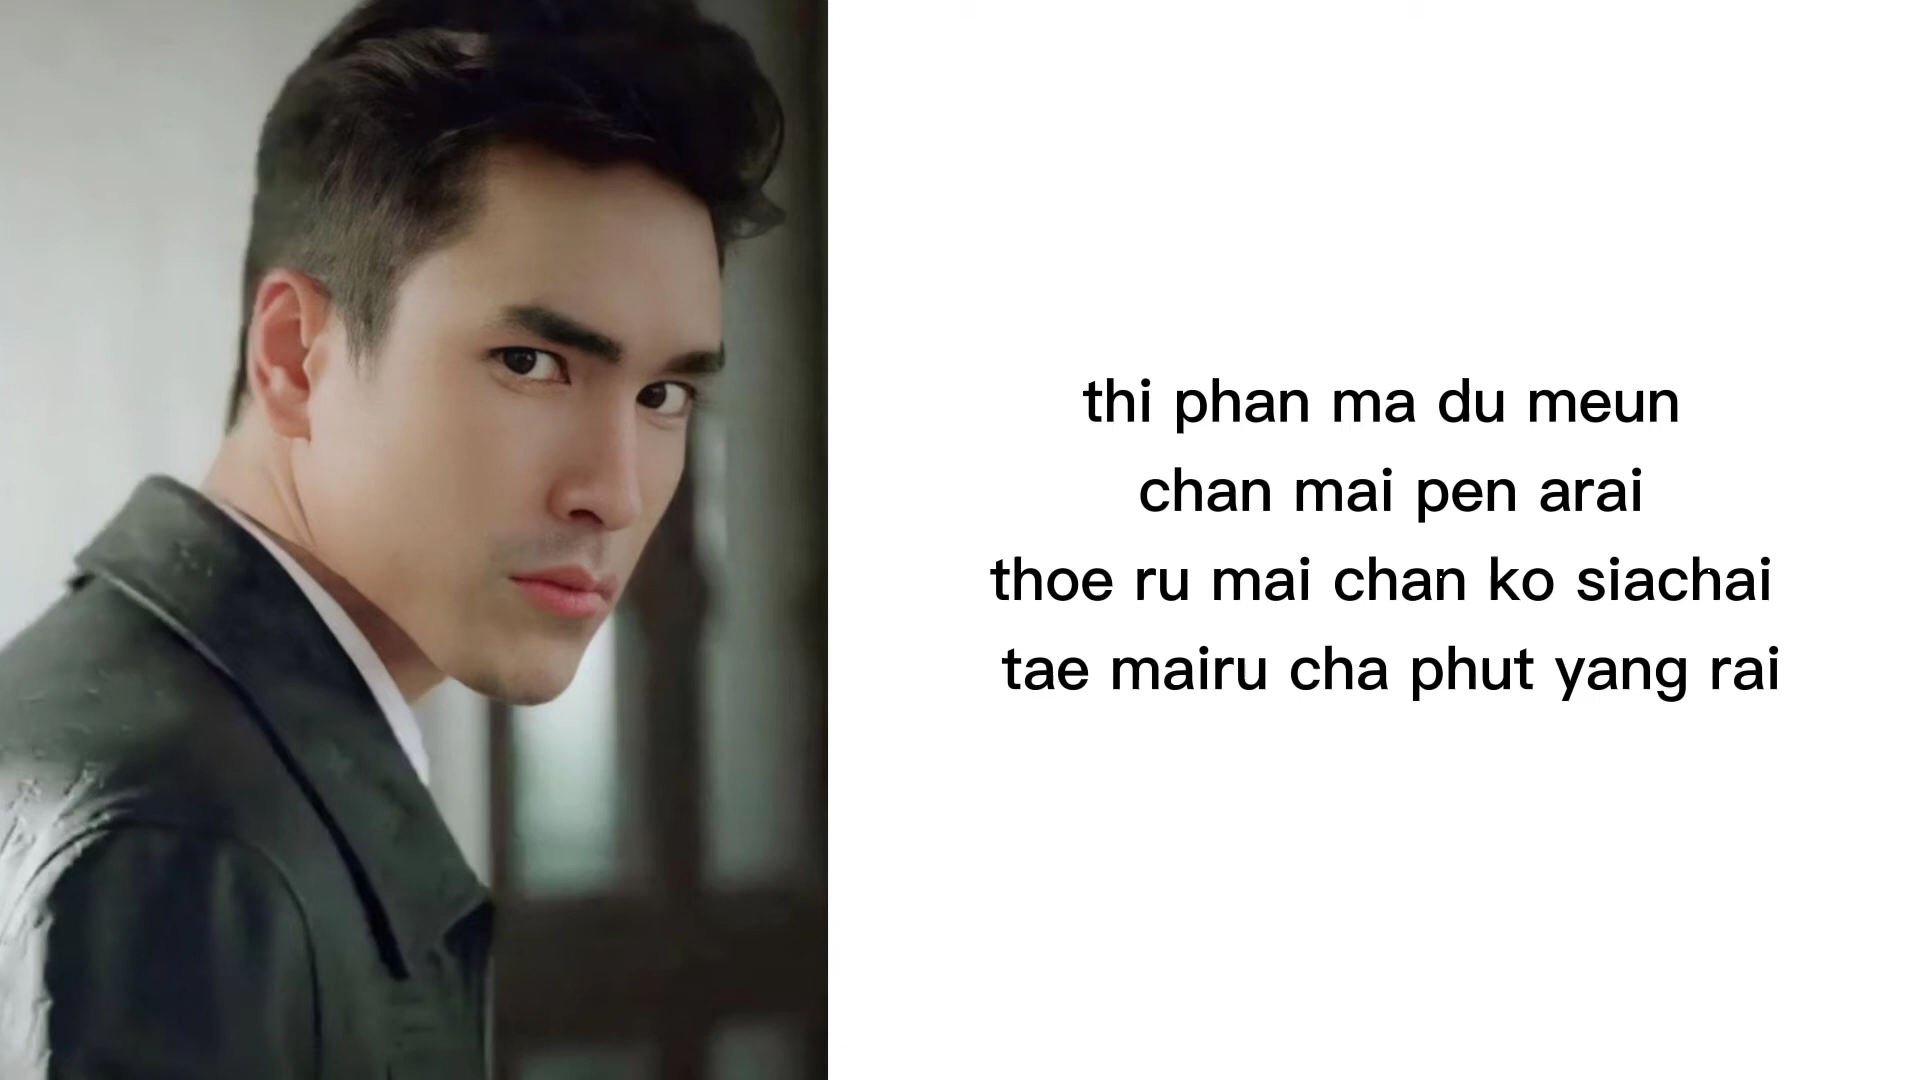 thi phan ma du meun
chan mai pen arai
thoe ru mai chan ko siachai
tae mairu cha phut yang rai